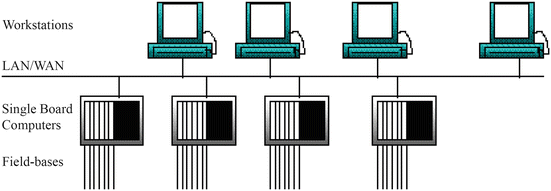 Workstations
LAN/WAN
Single Board
Computers
Field-bases